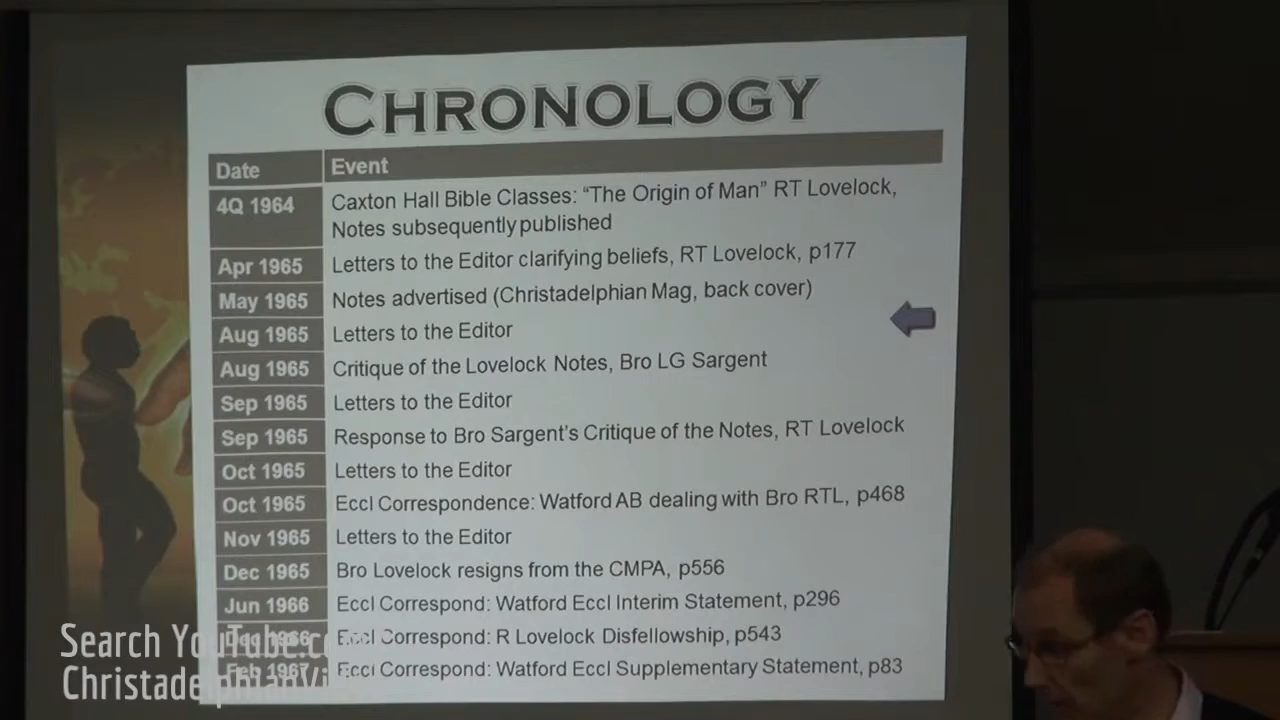 CHRONOLOGY
Date Event
4Q 1964 Caxton Hall Bible Classes: “The Origin of Man” RT Lovelock,
Notes subsequently published
Apr 1965 Letters to the Editor clarifying beliefs, RT Lovelock, p177
May 1965 Notes advertised (Christadelphian Mag, back cover)
Aug 1965 Letters to the Editor
Aug 1965 Critique of the Lovelock Notes, Bro LG Sargent
Sep 1965 Letters to the Editor
Sep 1965 Response to Bro Sargent’s Critique of the Notes, RT Lovelock
Oct 1965 Letters to the Editor
Oct 1965 Eccl Correspondence: Watford AB dealing with Bro RTL, p468
Nov 1965 Letters to the Editor
Dec 1965 Bro Lovelock resigns from the CMPA, p556
Jun 1966 Eccl Correspond: Watford Eccl Interim Statement, p296
Dec 1966 Eccl Correspond: R Lovelock Disfellowship, p543
Feb 1967 Eccl Correspond: Watford Eccl Supplementary Statement, p83
Search YouTube.c
ChristadelphianVi